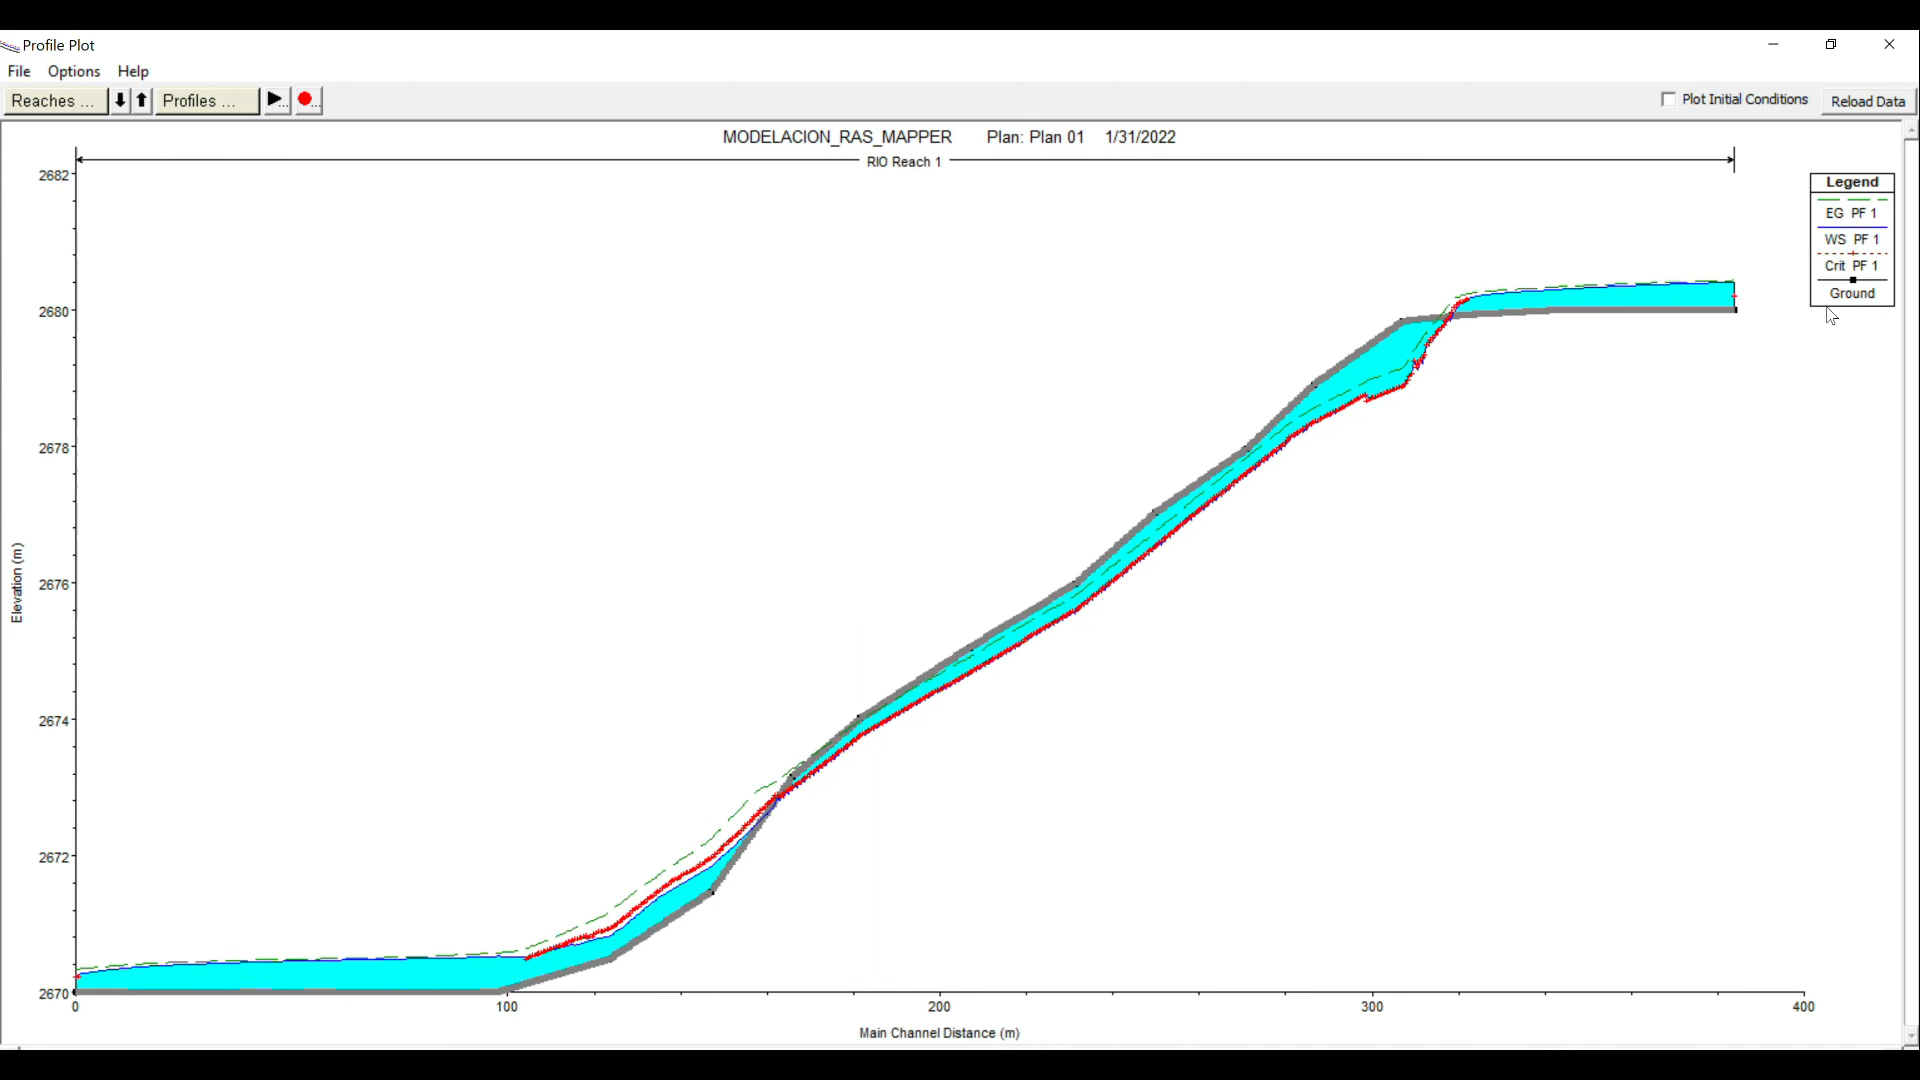 Profile Plot
File Options Help
Reaches ... Profiles ... ... ... Plot Initial Conditions Reload Data
MODELACION_RAS_MAPPER Plan: Plan 01 1/31/2022
RIO Reach 1
Legend
EG PF 1
WS PF 1
Crit PF 1
Ground
2682
2680
2678
2676
2674
2672
2670
Elevation (m)
0 100 200 300 400
Main Channel Distance (m)